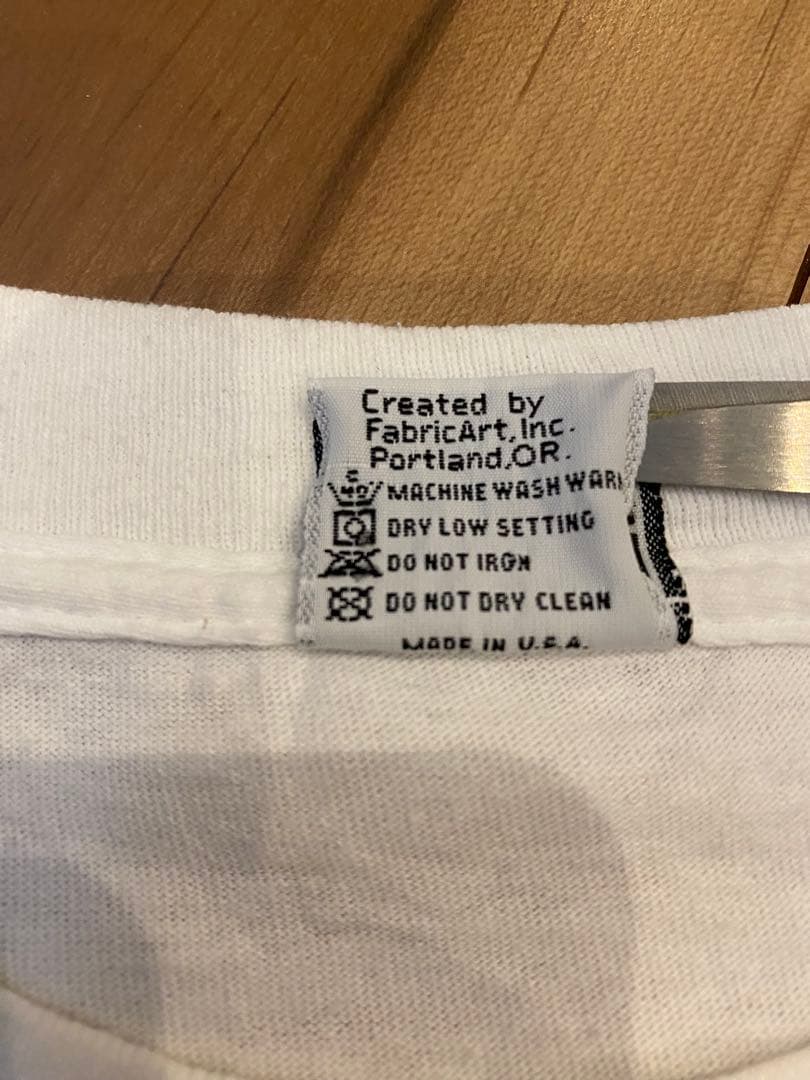 Created by
FabricArt,Inc.
Portland,OR.
40 MACHINE WASH WARM
DRY LOW SETTING
DO NOT IRON
DO NOT DRY CLEAN
MADE IN U.S.A.